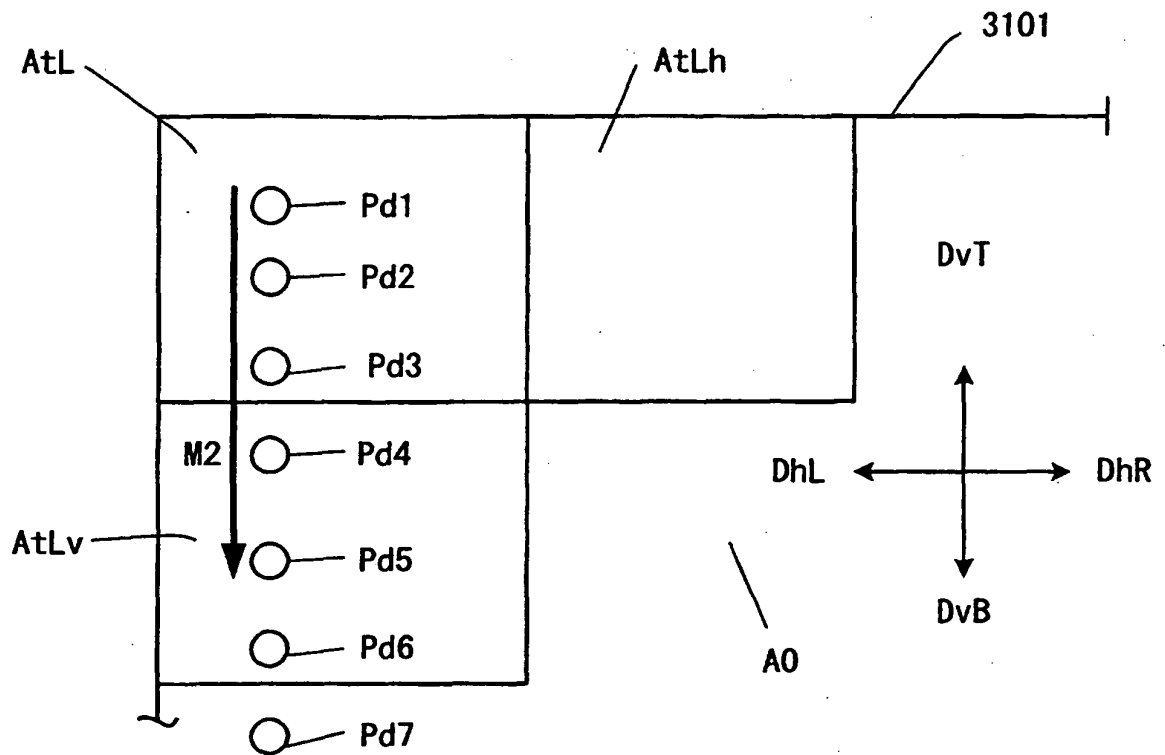 3101
AtL
AtLh
Pd1
DvT
Pd2
Pd3
M2
Pd4
DhL
DhR
AtLv
Pd5
DvB
Pd6
A0
Pd7